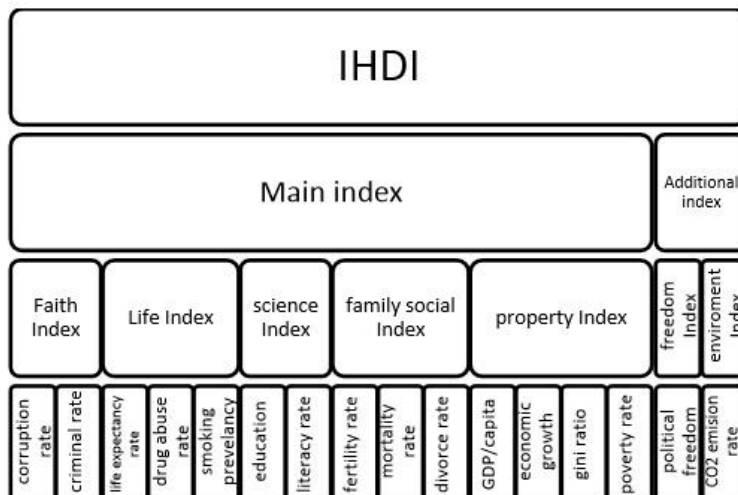 IHDI
Main index
Additional
index
Faith
Index
Life Index
science
Index
family social
Index
property Index
freedom
Index
enviroment
Index
corruption
rate
criminal rate
life expectancy
rate
drug abuse
rate
smoking
prevelancy
education
literacy rate
fertility rate
mortality
rate
divorce rate
GDP/capita
economic
growth
gini ratio
poverty rate
political
freedom
CO2 emision
rate